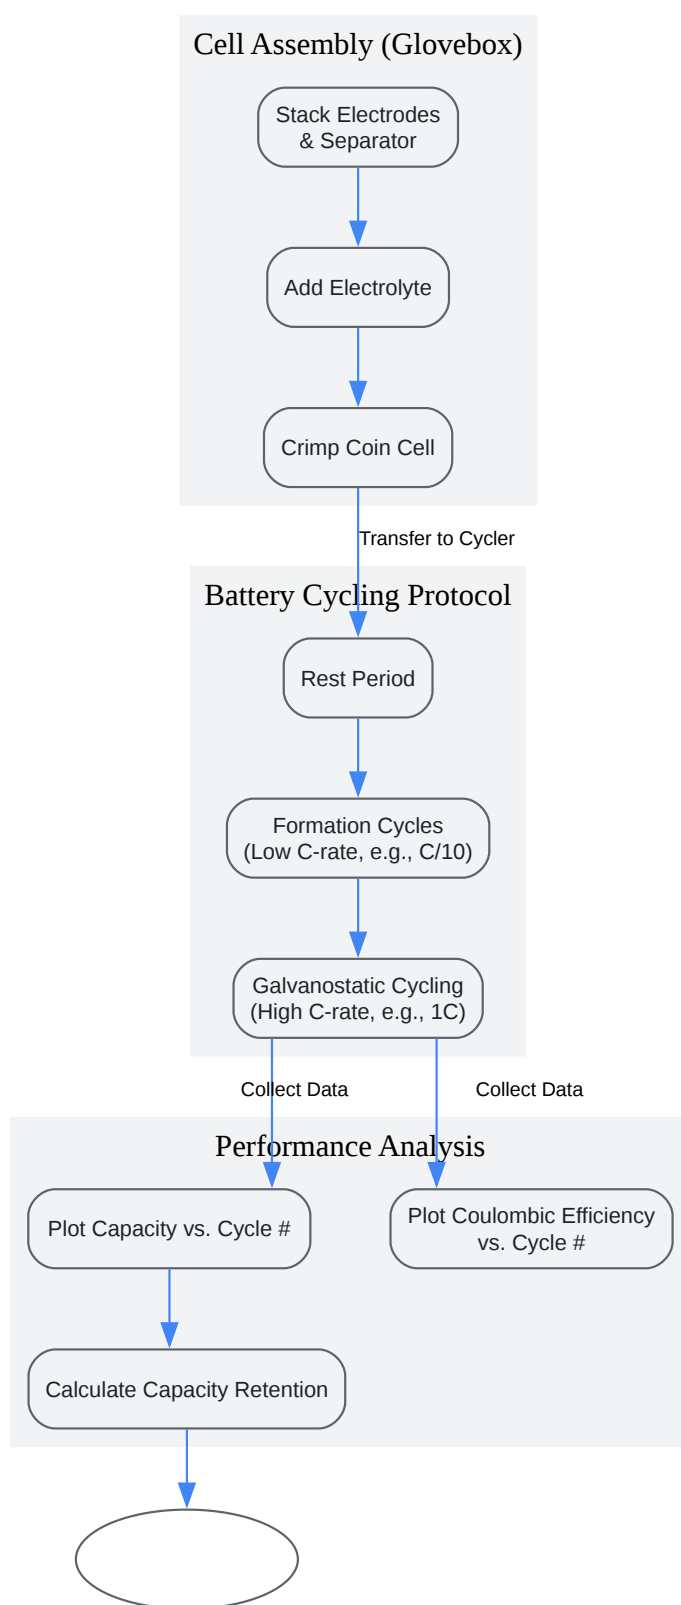 Cell Assembly (Glovebox)
Stack Electrodes
& Separator
Add Electrolyte
Crimp Coin Cell
Transfer to Cycler
Battery Cycling Protocol
Rest Period
Formation Cycles
(Low C-rate, e.g., C/10)
Galvanostatic Cycling
(High C-rate, e.g., 1C)
Collect Data
Collect Data
Performance Analysis
Plot Capacity vs. Cycle #
Plot Coulombic Efficiency
vs. Cycle #
Calculate Capacity Retention